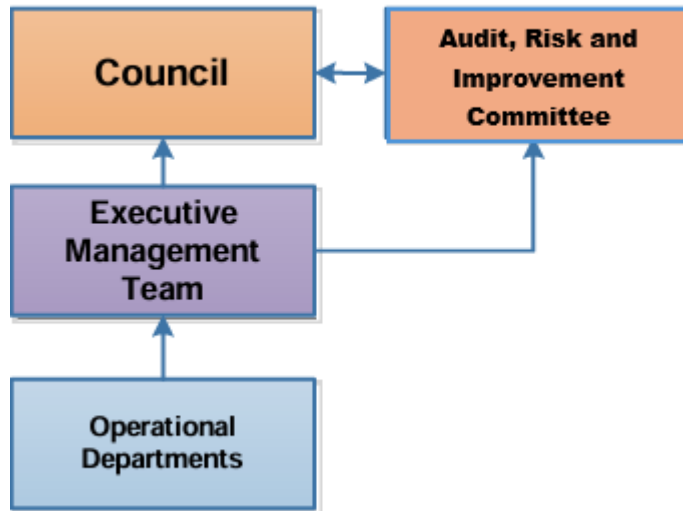 Council
Audit, Risk and
Improvement
Committee
Executive
Management
Team
Operational
Departments